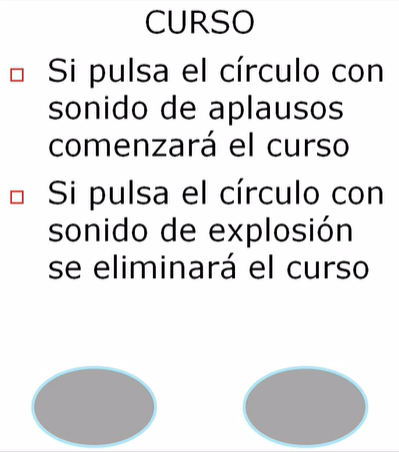 CURSO
Si pulsa el círculo con
sonido de aplausos
comenzará el curso
Si pulsa el círculo con
sonido de explosión
se eliminará el curso